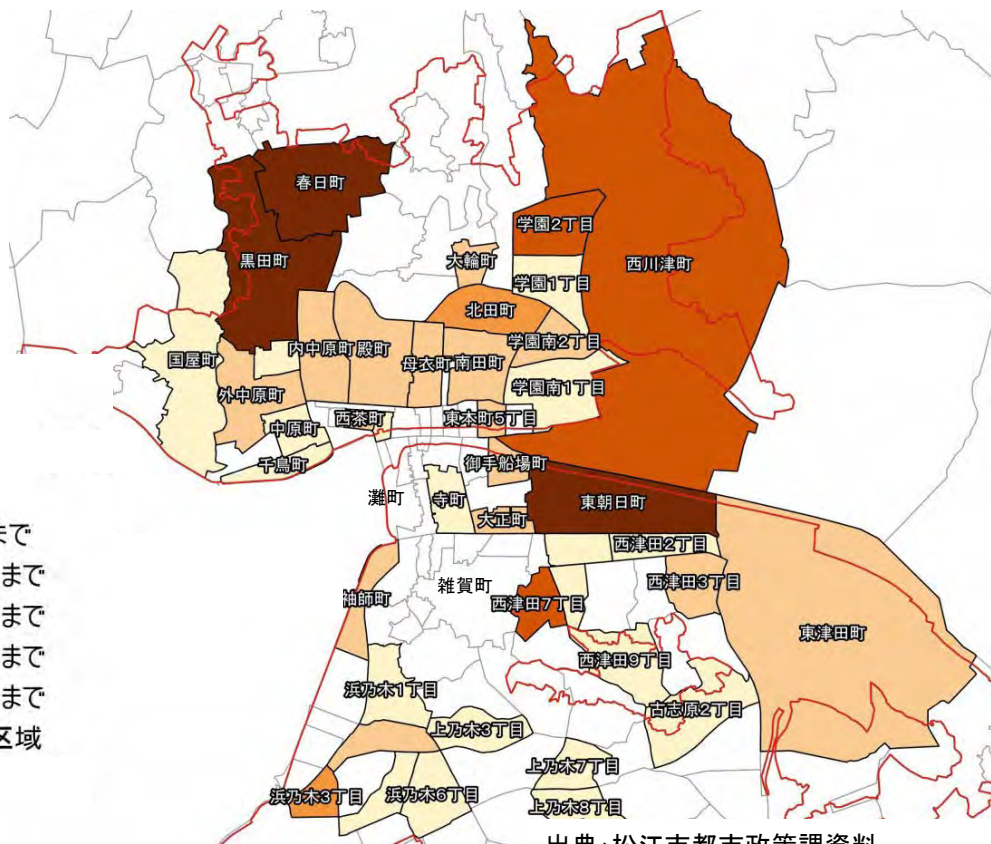 春日町
黒田町
大輪町
学園2丁目
西川津町
学園1丁目
北田町
学園南2丁目
国屋町
内中原町
殿町
母衣町
南田町
外中原町
学園南1丁目
中原町
西茶町
東本町5丁目
千鳥町
御手船場町
灘町
寺町
大正町
東朝日町
西津田2丁目
まで
まで
まで
まで
まで
区域
袖師町
雑賀町
西津田7丁目
西津田3丁目
東津田町
西津田9丁目
浜乃木1丁目
古志原2丁目
上乃木3丁目
上乃木7丁目
浜乃木3丁目
浜乃木6丁目
上乃木8丁目
出典:松江市都市政策課資料